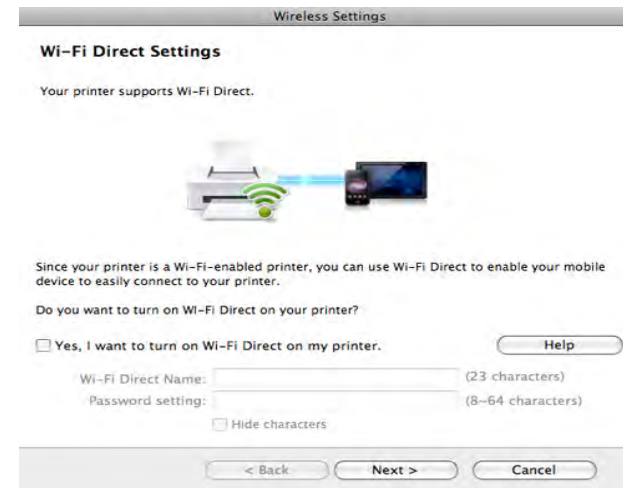 Wireless Settings
Wi-Fi Direct Settings
Your printer supports Wi-Fi Direct.
Since your printer is a Wi-Fi-enabled printer, you can use Wi-Fi Direct to enable your mobile
device to easily connect to your printer.
Do you want to turn on Wi-Fi Direct on your printer?
Yes, I want to turn on Wi-Fi Direct on my printer.
Help
Wi-Fi Direct Name:
(23 characters)
Password setting:
(8~64 characters)
Hide characters
< Back
Next >
Cancel